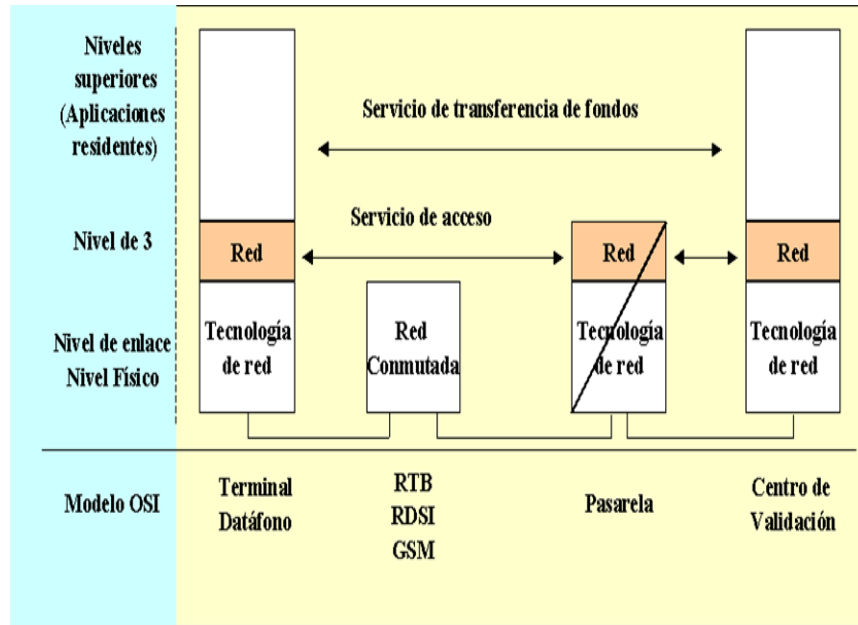 Niveles
superiores
(Aplicaciones
residentes)
Servicio de transferencia de fondos
Servicio de acceso
Nivel de 3
Red
Red
Red
Nivel de enlace
Nivel Físico
Tecnología
de red
Red
Conmutada
Tecnología
de red
Tecnología
de red
Modelo OSI
Terminal
Datáfono
RTB
RDSI
GSM
Pasarela
Centro de
Validación